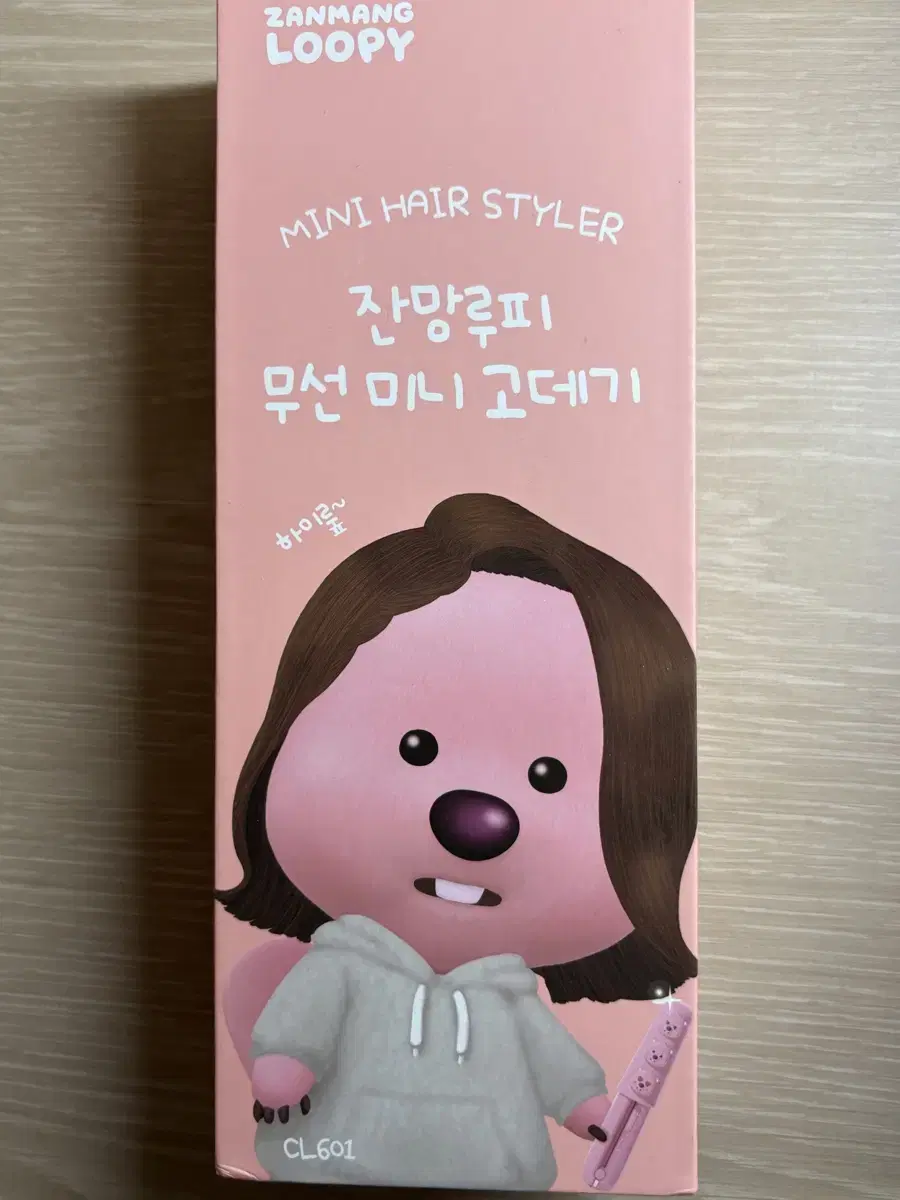 ZANMANG
LOOPY
MINI HAIR STYLER
잔망루피
무선 미니 고데기
하이룦~
CL601